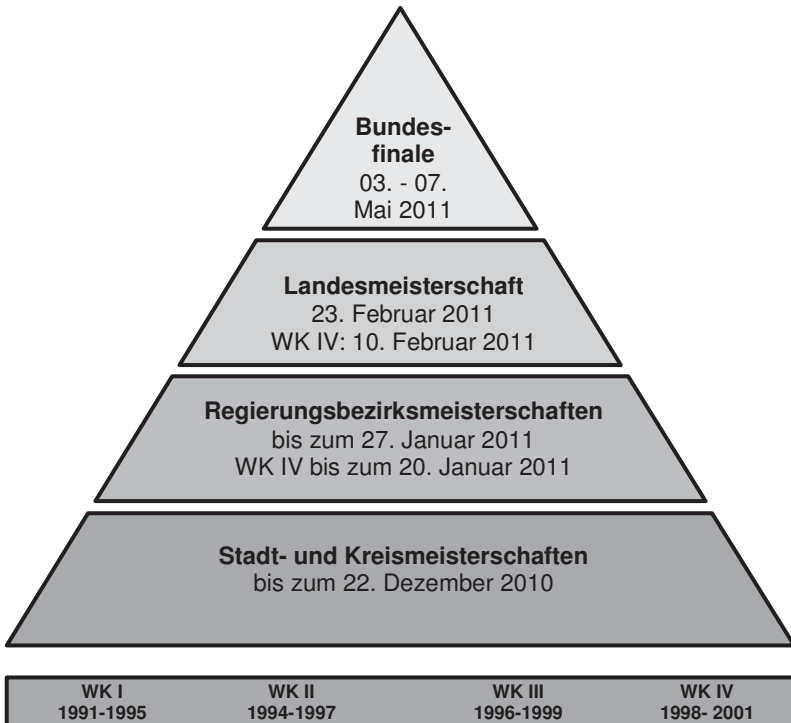 Bundes-
finale
03. - 07.
Mai 2011
Landesmeisterschaft
23. Februar 2011
WK IV: 10. Februar 2011
Regierungsbezirksmeisterschaften
bis zum 27. Januar 2011
WK IV bis zum 20. Januar 2011
Stadt- und Kreismeisterschaften
bis zum 22. Dezember 2010
WK I WK II WK III WK IV
1991-1995 1994-1997 1996-1999 1998- 2001